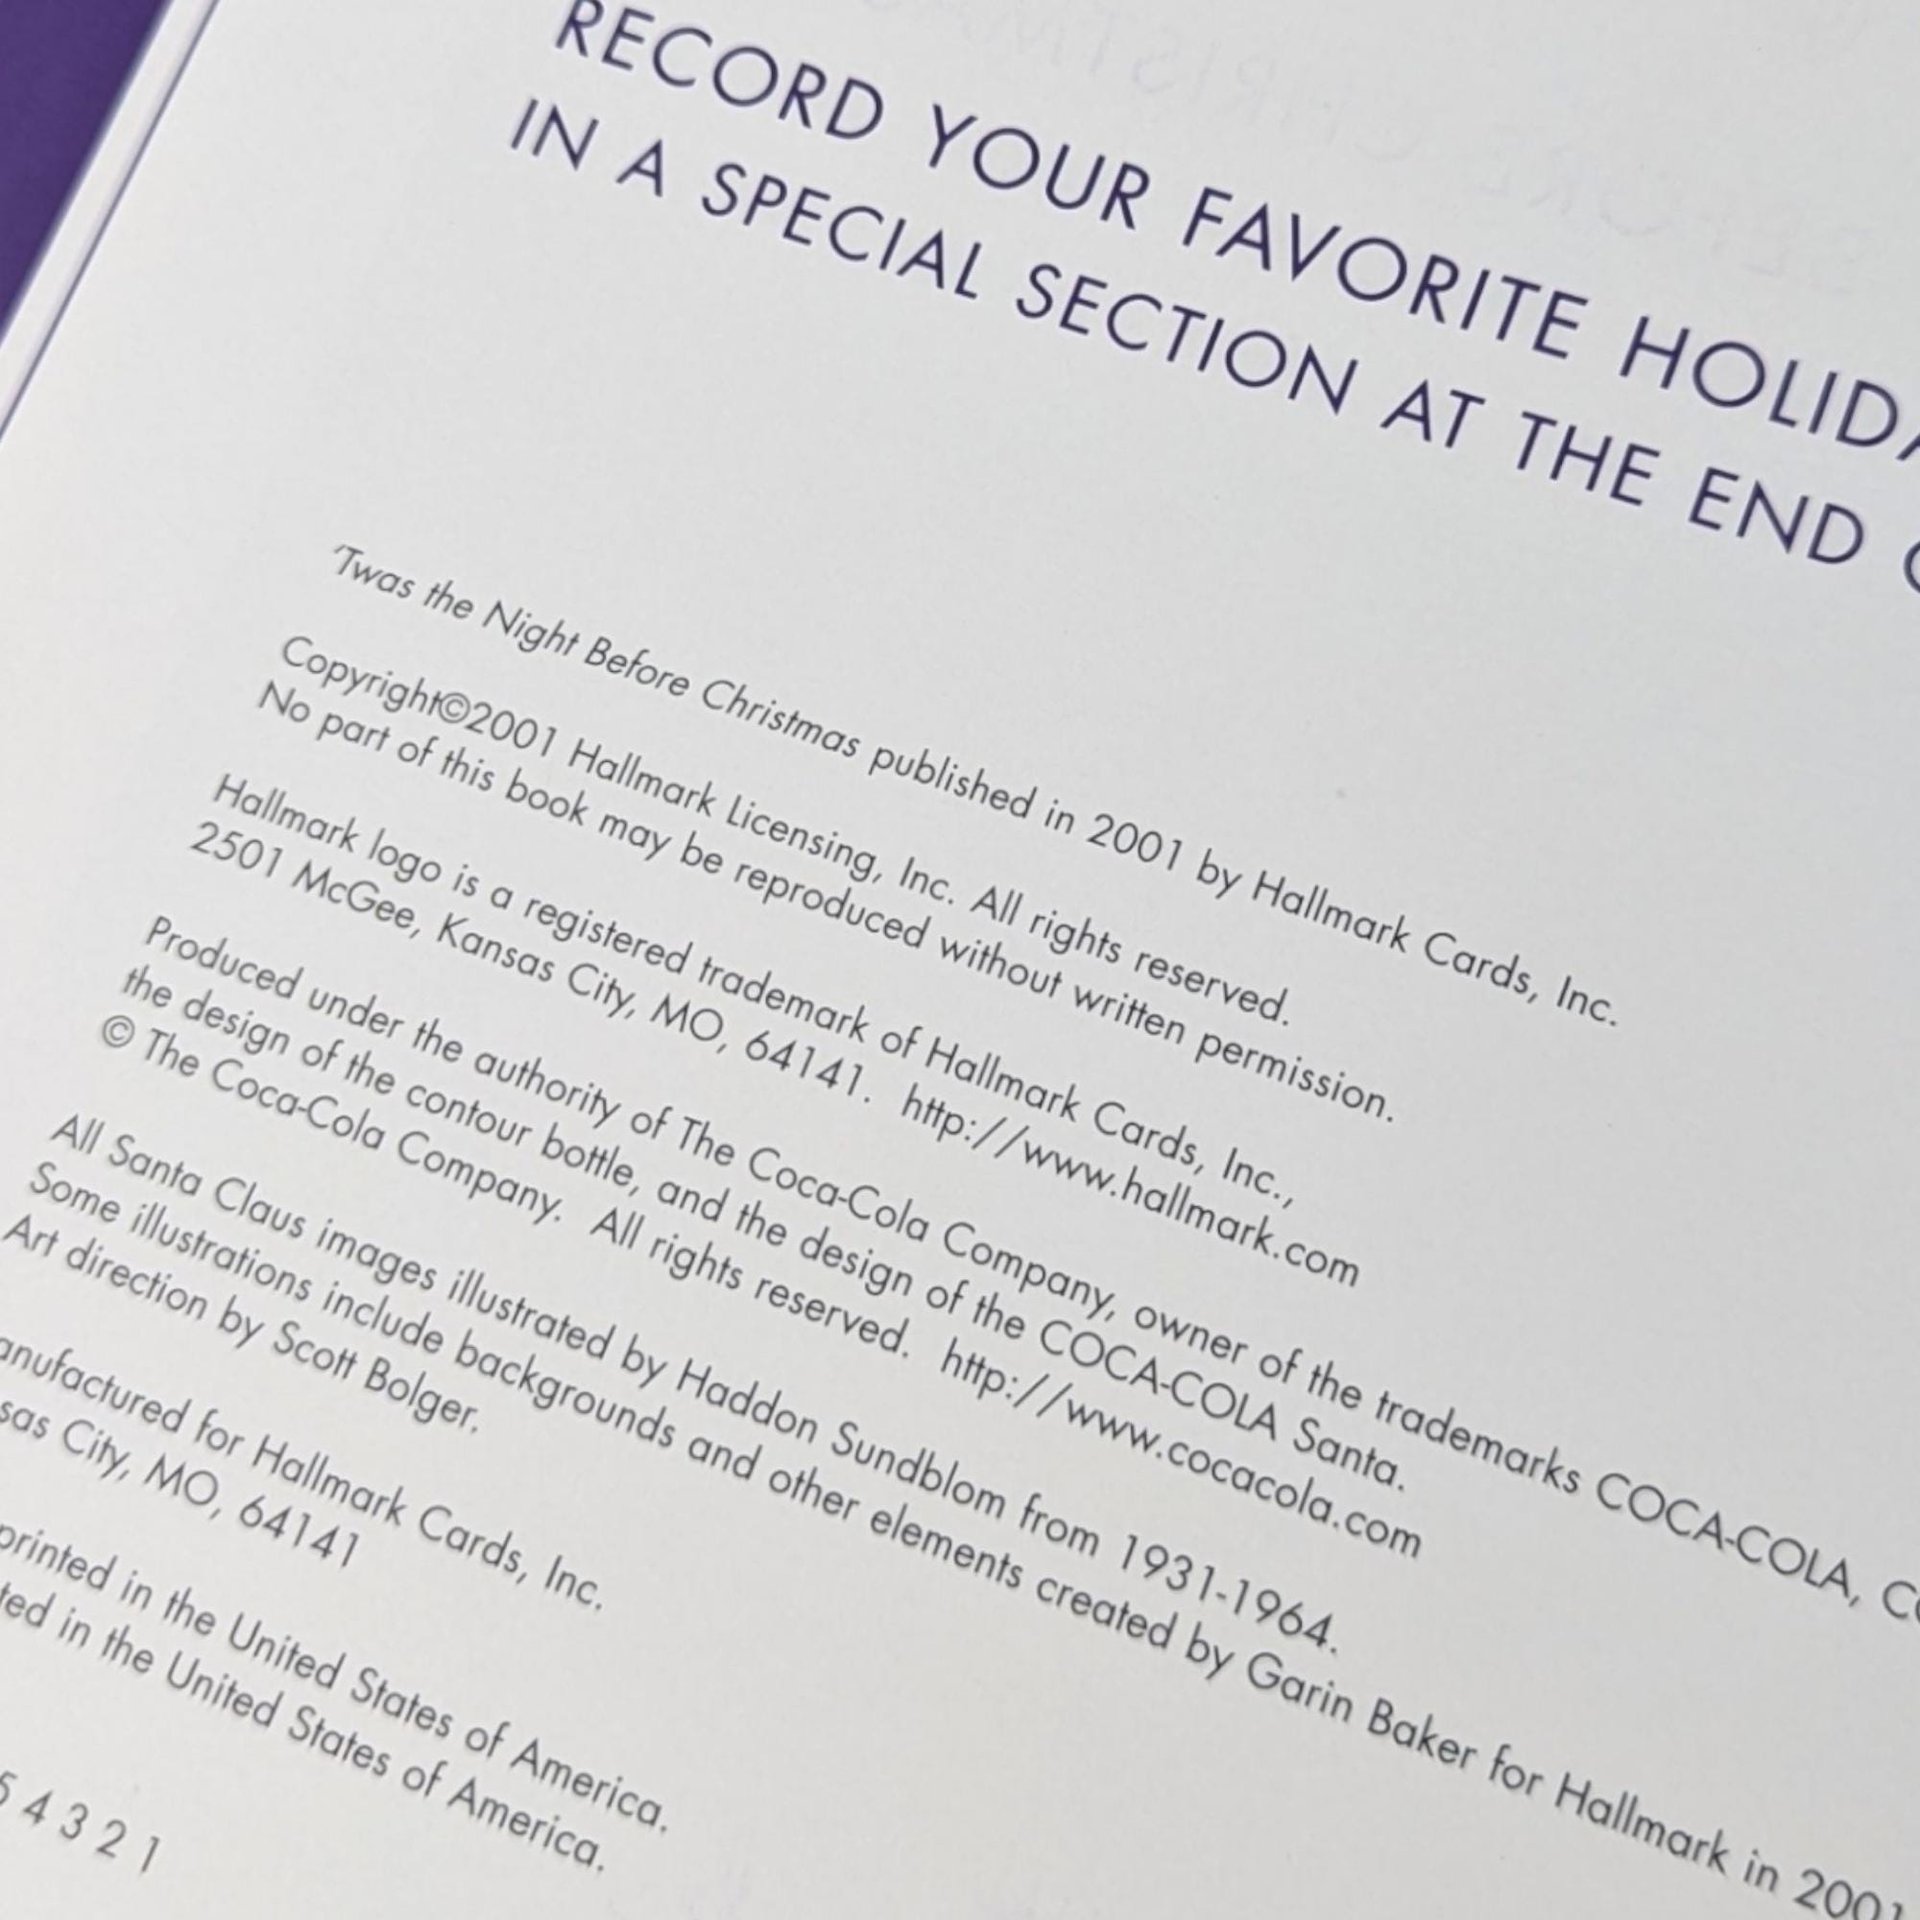 RECORD YOUR FAVORITE HOLIDA
IN A SPECIAL SECTION AT THE END
'Twas the Night Before Christmas published in 2001 by Hallmark Cards, Inc.
Copyright©2001 Hallmark Licensing, Inc. All rights reserved.
No part of this book may be reproduced without written permission.
Hallmark logo is a registered trademark of Hallmark Cards, Inc.,
2501 McGee, Kansas City, MO, 64141. http://www.hallmark.com
Produced under the authority of The Coca-Cola Company, owner of the trademarks COCA-COLA,
the design of the contour bottle, and the design of the COCA-COLA Santa.
© The Coca-Cola Company. All rights reserved. http://www.cocacola.com
All Santa Claus images illustrated by Haddon Sundblom from 1931-1964.
Some illustrations include backgrounds and other elements created by Garin Baker for Hallmark in 2001
Art direction by Scott Bolger.
anufactured for Hallmark Cards, Inc.
sas City, MO, 64141
printed in the United States of America.
ted in the United States of America.
5 4 3 2 1